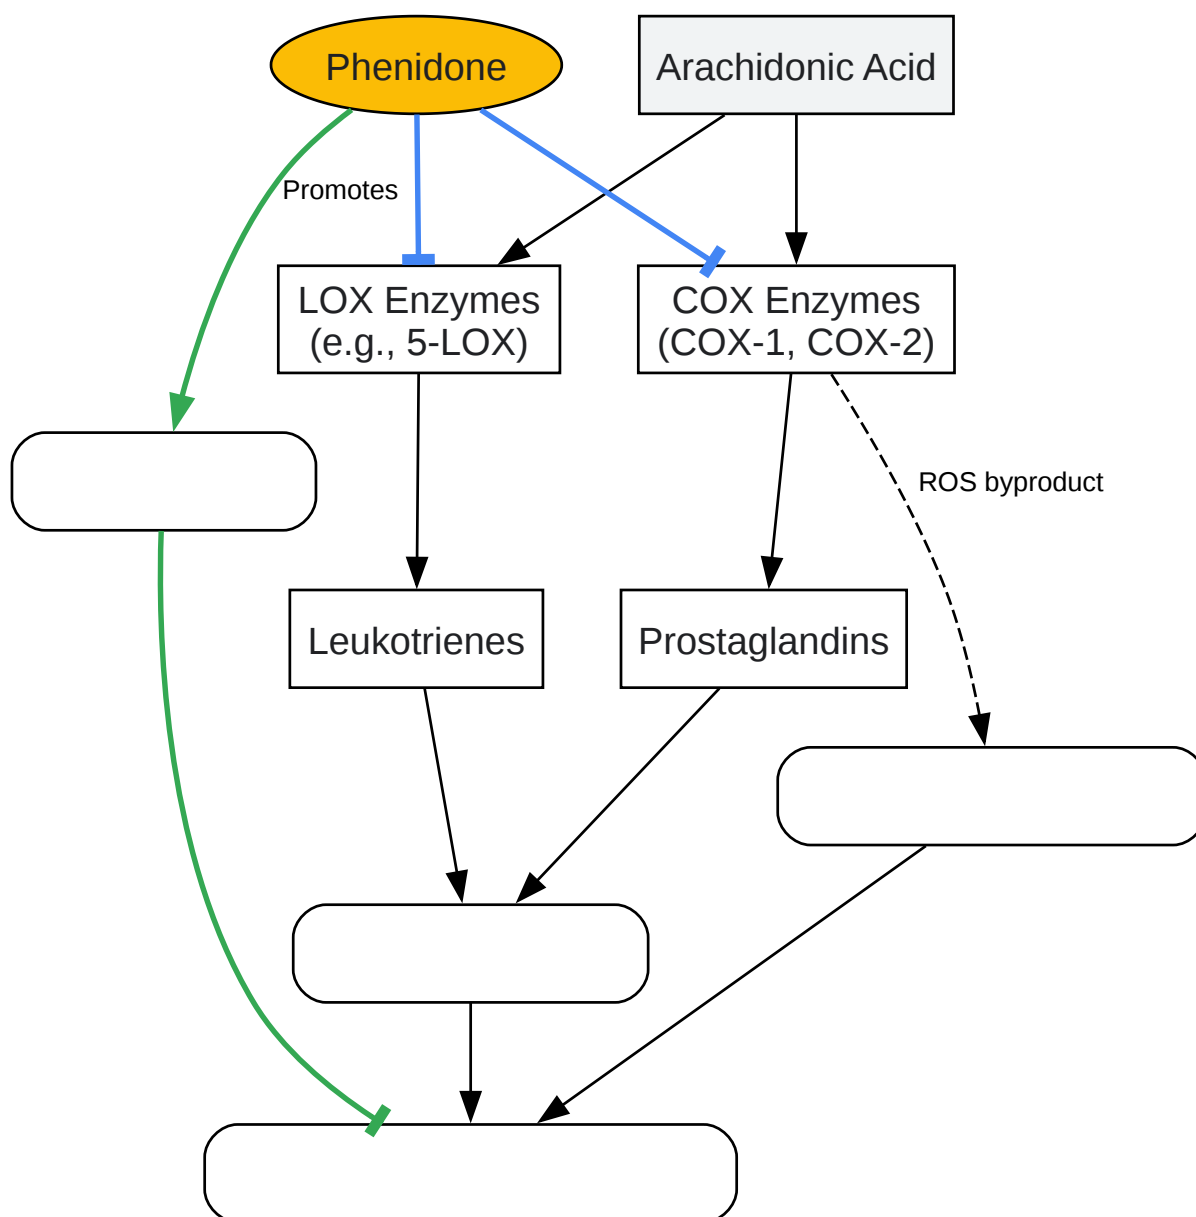 Phenidone
Arachidonic Acid
Promotes
LOX Enzymes
(e.g., 5-LOX)
COX Enzymes
(COX-1, COX-2)
ROS byproduct
Leukotrienes
Prostaglandins